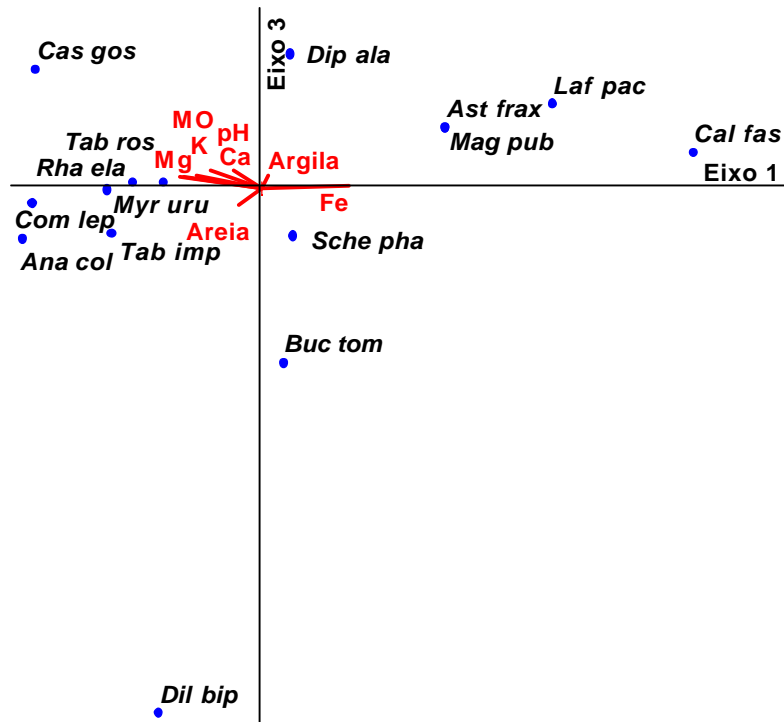 Cas gos
Eixo 3
Dip ala
Laf pac
Ast frax
Mag pub
Cal fas
Eixo 1
MO
pH
K
Tab ros
Mg
Ca
Argila
Rha ela
Fe
Com lep
Myr uru
Areia
Sche pha
Ana col
Tab imp
Buc tom
Dil bip